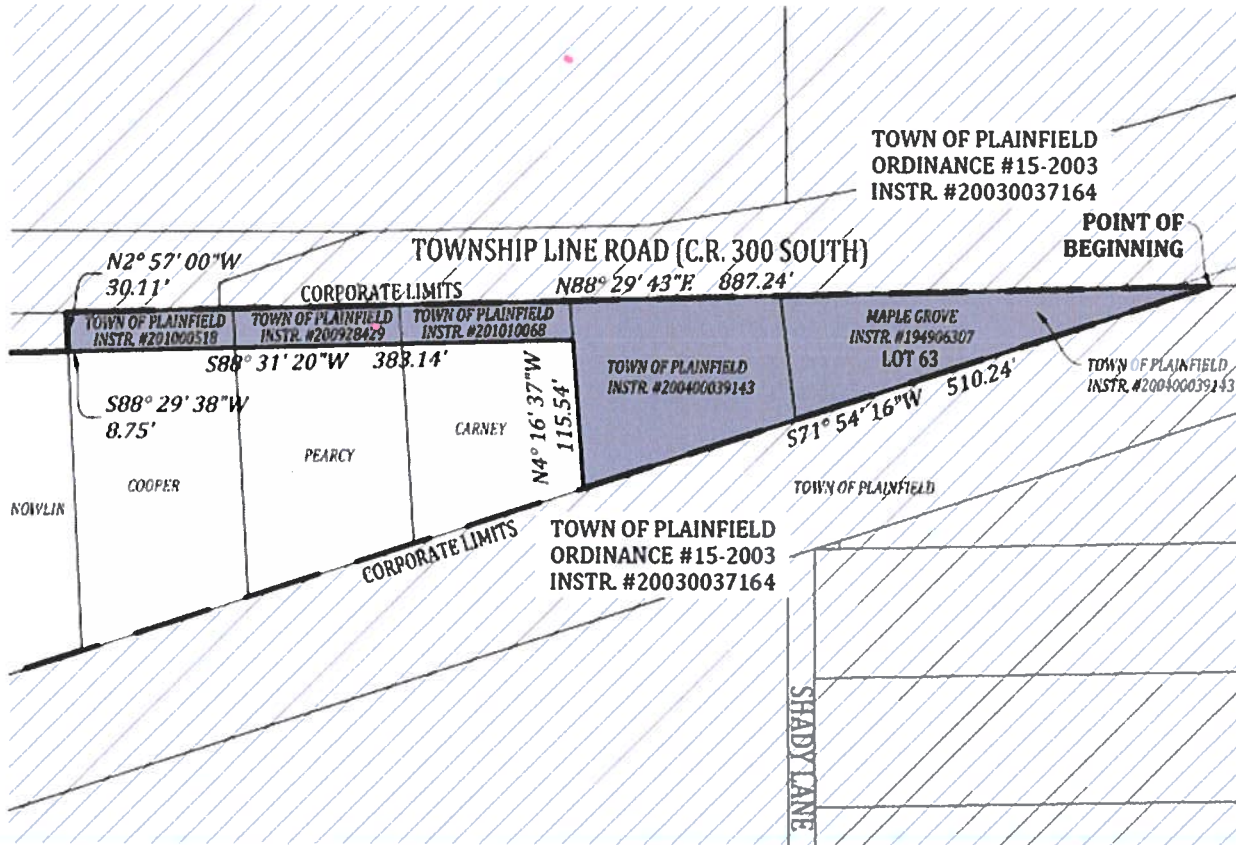 TOWN OF PLAINFIELD
ORDINANCE #15-2003
INSTR. #20030037164
POINT OF
BEGINNING
TOWNSHIP LINE ROAD (C.R. 300 SOUTH)
N2° 57' 00"W
30.11'
CORPORATE LIMITS
N88° 29' 43"E 887.24'
TOWN OF PLAINFIELD
INSTR. #201000518
TOWN OF PLAINFIELD
INSTR. #200928429
TOWN OF PLAINFIELD
INSTR. #201010068
MAPLE GROVE
INSTR. #194906307
LOT 63
S88° 31' 20"W 383.14'
TOWN OF PLAINFIELD
INSTR. #200400039143
TOWN OF PLAINFIELD
INSTR. #200400039143
S88° 29' 38"W
8.75'
N4° 16' 37"W
115.54'
S71° 54' 16"W 510.24'
CARNEY
PEARCY
COOPER
NOWLIN
TOWN OF PLAINFIELD
CORPORATE LIMITS
TOWN OF PLAINFIELD
ORDINANCE #15-2003
INSTR. #20030037164
SHADY LANE